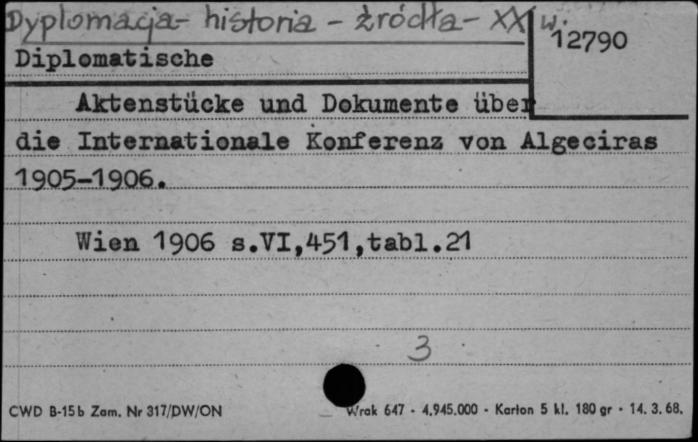 Dyplomacja - historia - źródła - XX w.
12790
Diplomatische
Aktenstücke und Dokumente über
die Internationale Konferenz von Algeciras
1905-1906.
Wien 1906 s.VI,451,tabl.21
3
CWD B-15b Zam. Nr 317/DW/ON
Wrak 647 - 4.945.000 - Karton 5 kl. 180 gr - 14. 3. 68.